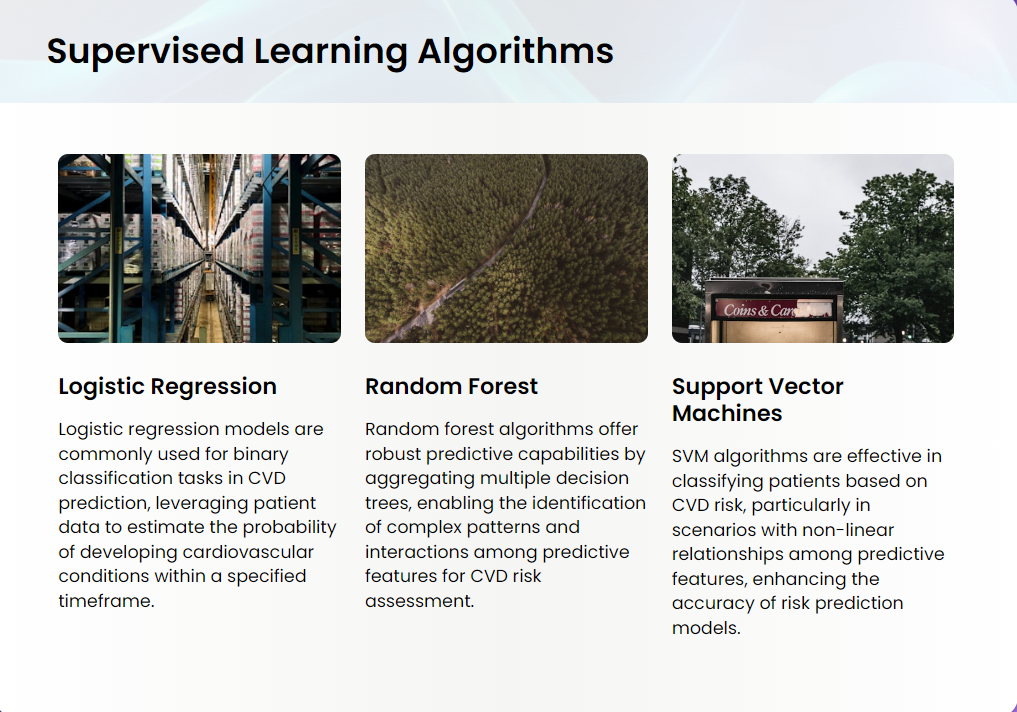 Supervised Learning Algorithms
Coins & Car
Logistic Regression
Logistic regression models are
commonly used for binary
classification tasks in CVD
prediction, leveraging patient
data to estimate the probability
of developing cardiovascular
conditions within a specified
timeframe.
Random Forest
Random forest algorithms offer
robust predictive capabilities by
aggregating multiple decision
trees, enabling the identification
of complex patterns and
interactions among predictive
features for CVD risk
assessment.
Support Vector
Machines
SVM algorithms are effective in
classifying patients based on
CVD risk, particularly in
scenarios with non-linear
relationships among predictive
features, enhancing the
accuracy of risk prediction
models.